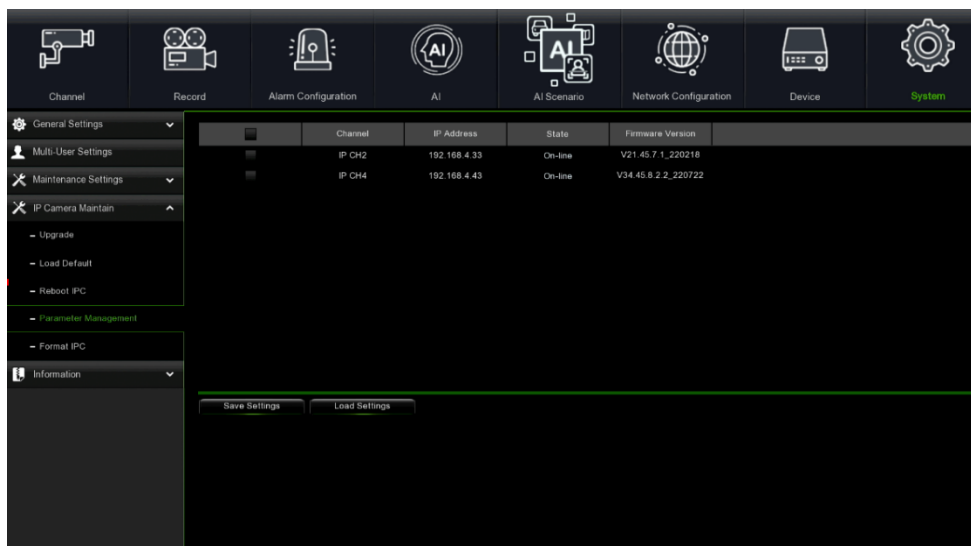 Channel Record Alarm Configuration AI AI Scenario Network Configuration Device System
AI
AI
General Settings
Multi-User Settings
Maintenance Settings
IP Camera Maintain
– Upgrade
– Load Default
– Reboot IPC
– Parameter Management
– Format IPC
Information
Channel IP Address State Firmware Version
IP CH2 192.168.4.33 On-line V21.45.7.1_220218
IP CH4 192.168.4.43 On-line V34.45.8.2.2_220722
Save Settings Load Settings